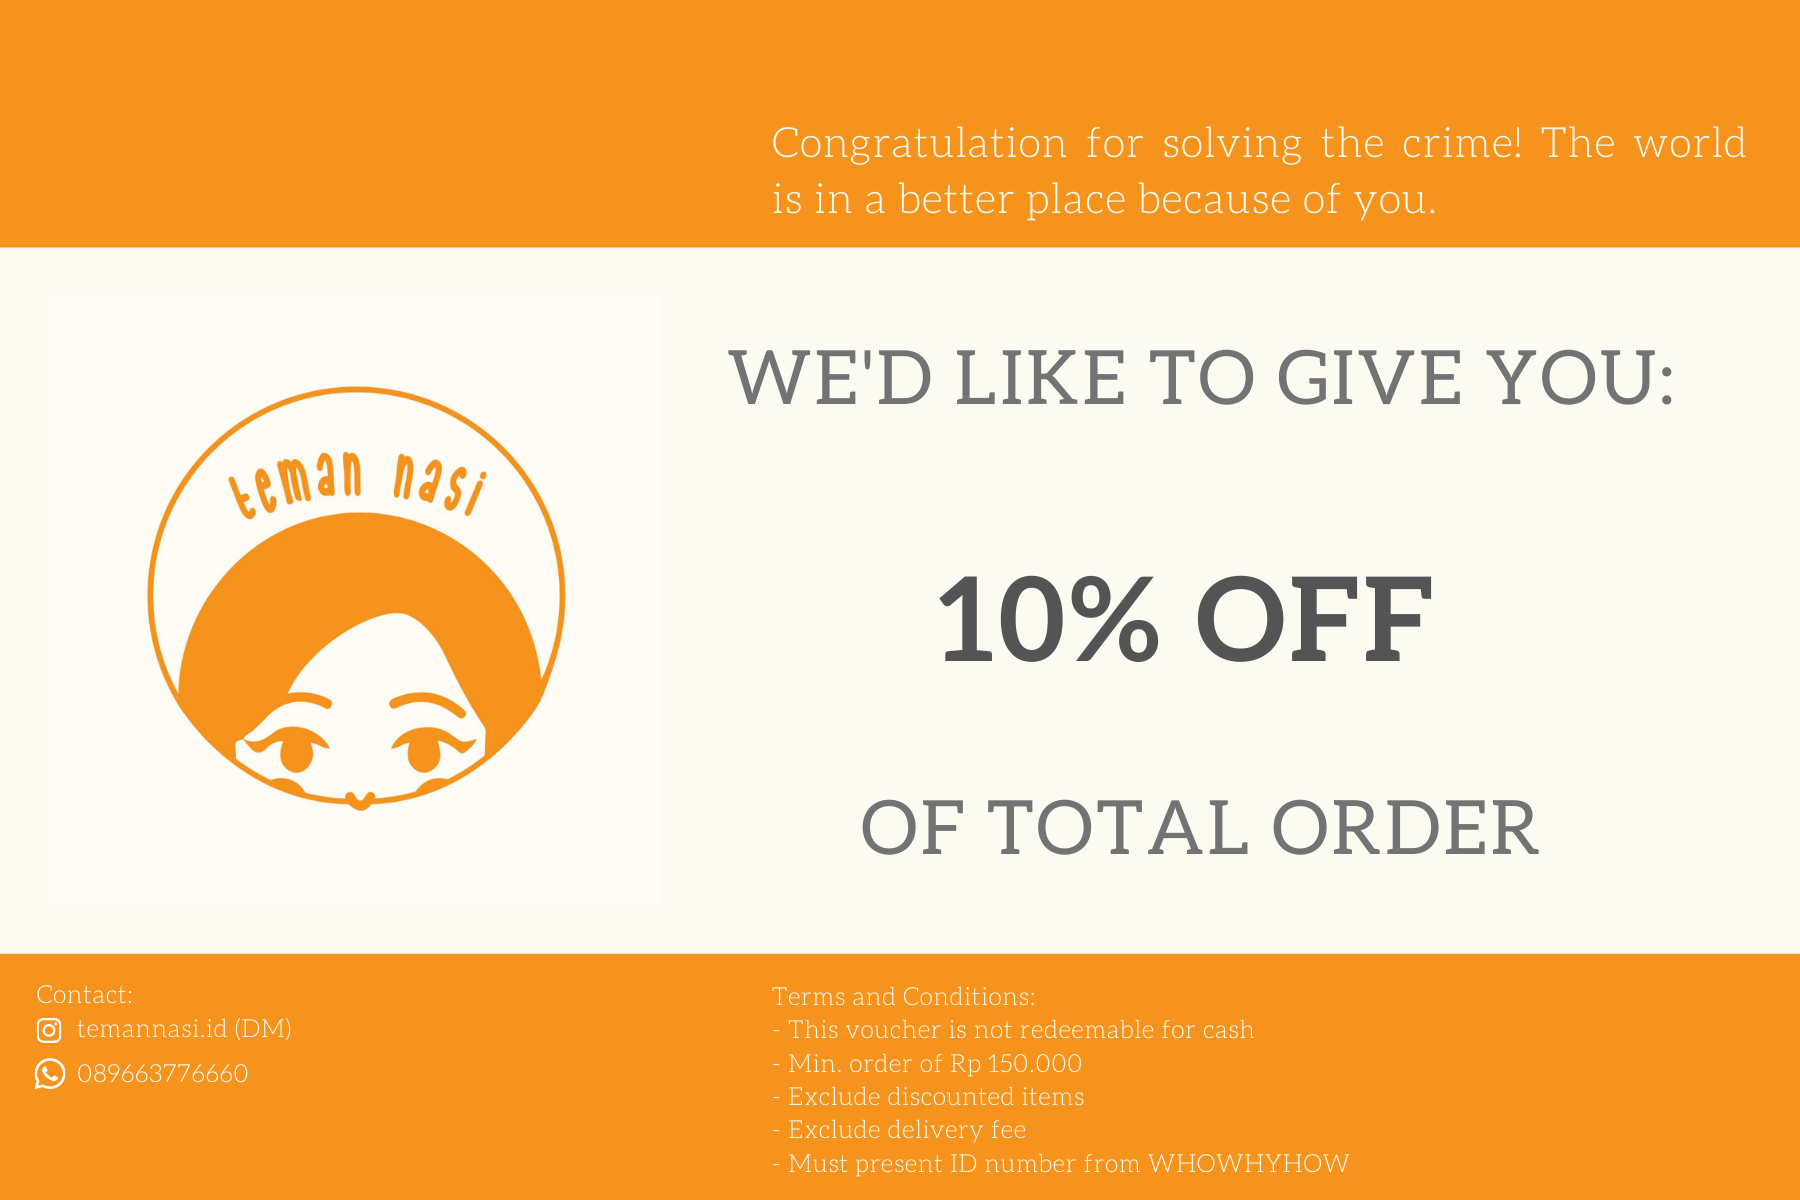 Congratulation for solving the crime! The world
is in a better place because of you.
teman nasi
WE'D LIKE TO GIVE YOU:
10% OFF
OF TOTAL ORDER
Contact:
temannasi.id (DM)
089663776660
Terms and Conditions:
- This voucher is not redeemable for cash
- Min. order of Rp 150.000
- Exclude discounted items
- Exclude delivery fee
- Must present ID number from WHOWHYHOW